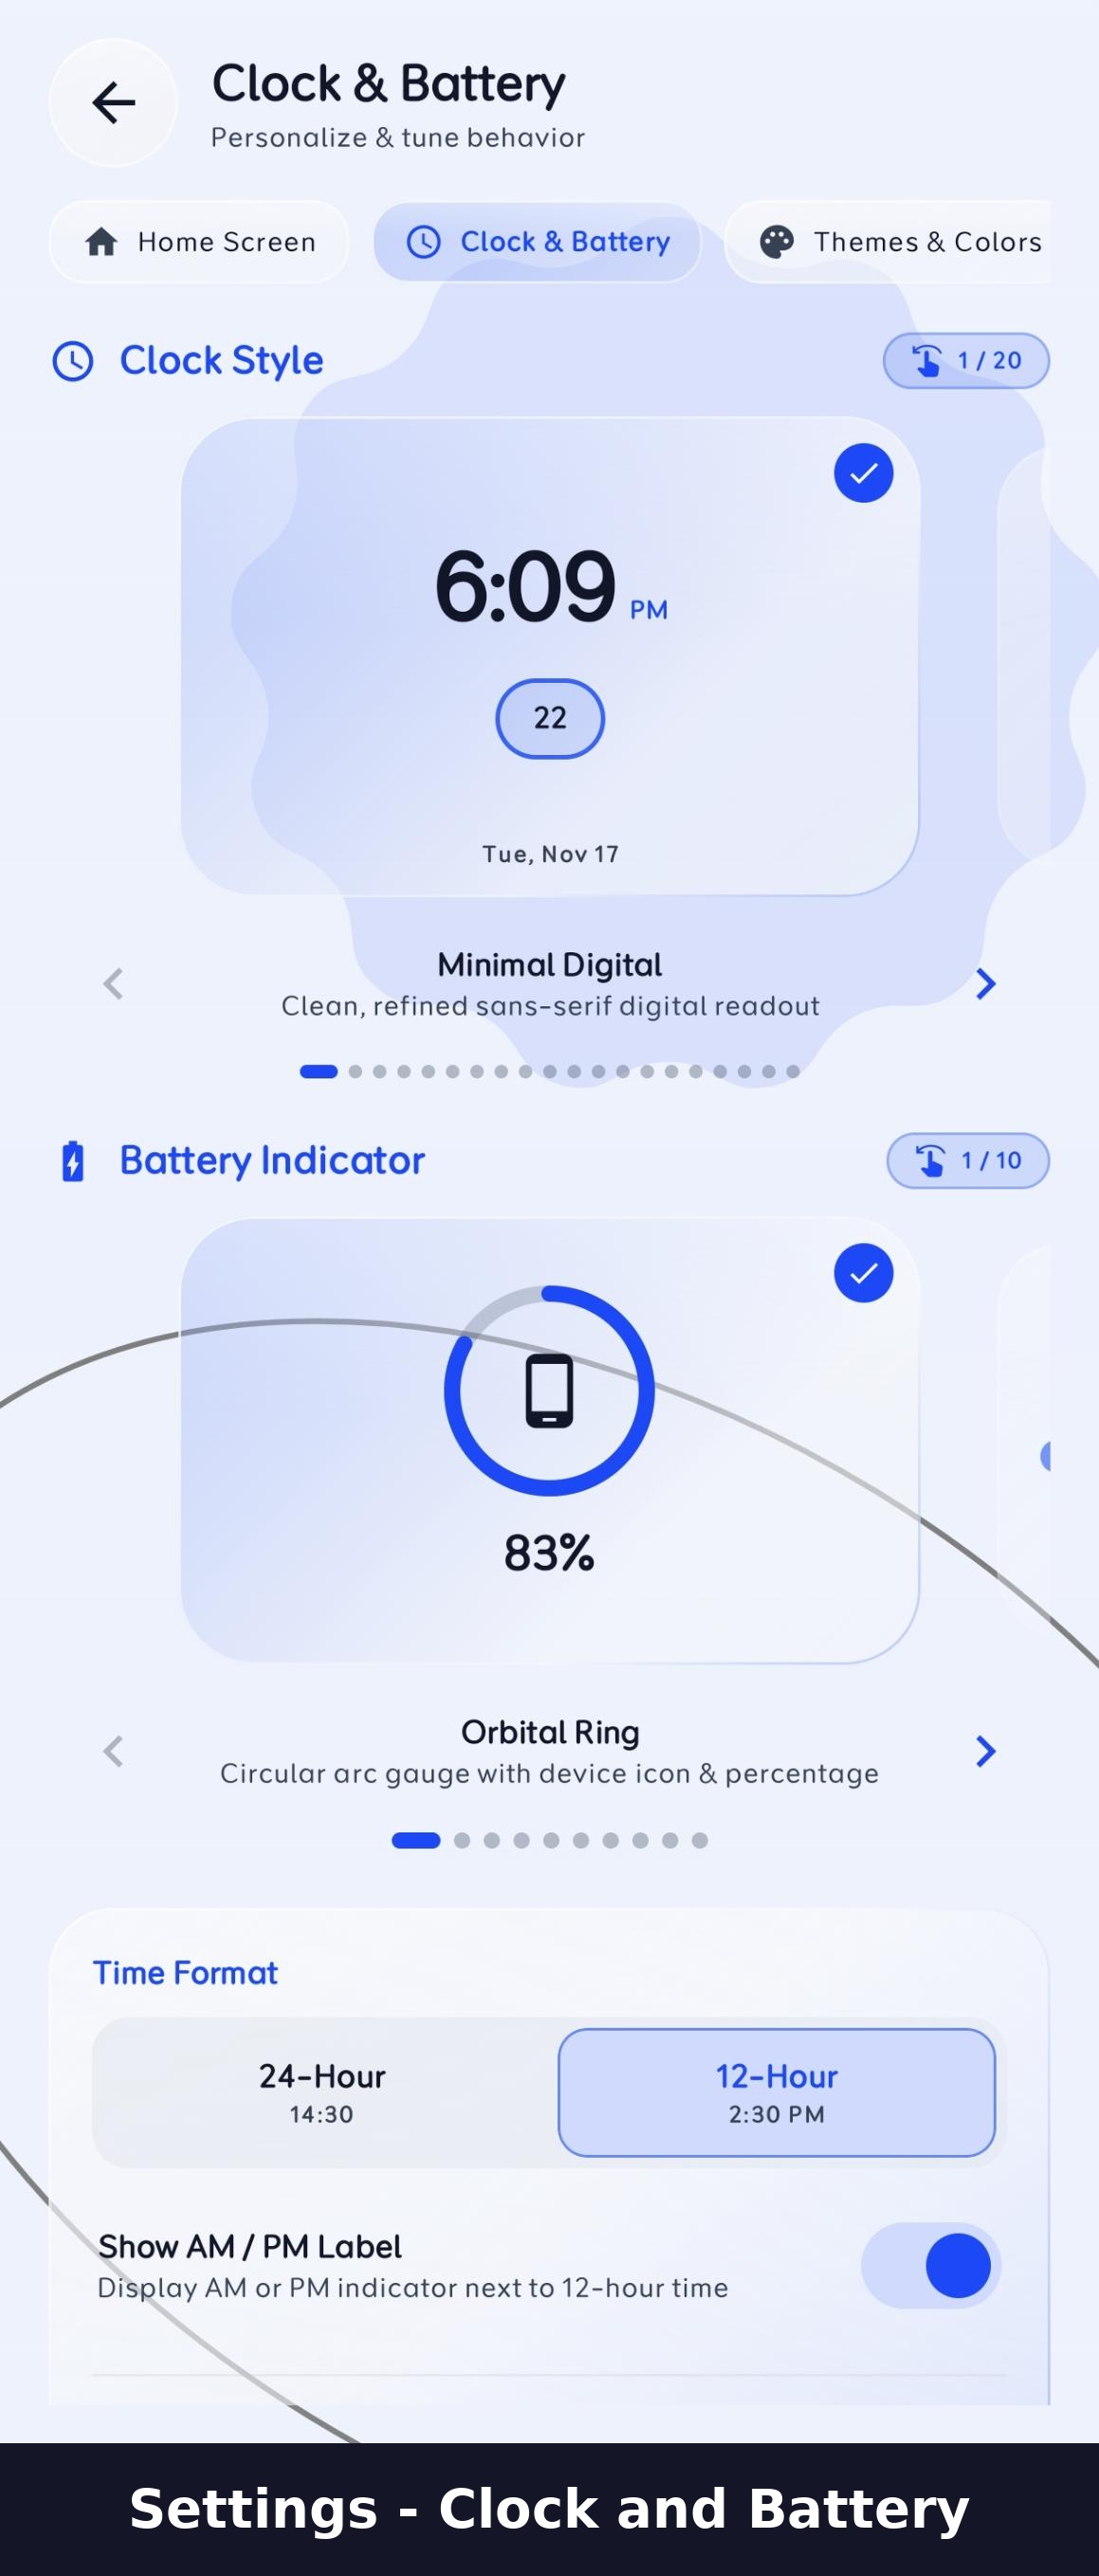 Clock & Battery
Personalize & tune behavior
Home Screen
Clock & Battery
Themes & Colors
Clock Style
1 / 20
6:09 PM
22
Tue, Nov 17
Minimal Digital
Clean, refined sans-serif digital readout
Battery Indicator
1 / 10
83%
Orbital Ring
Circular arc gauge with device icon & percentage
Time Format
24-Hour
14:30
12-Hour
2:30 PM
Show AM / PM Label
Display AM or PM indicator next to 12-hour time
Settings - Clock and Battery